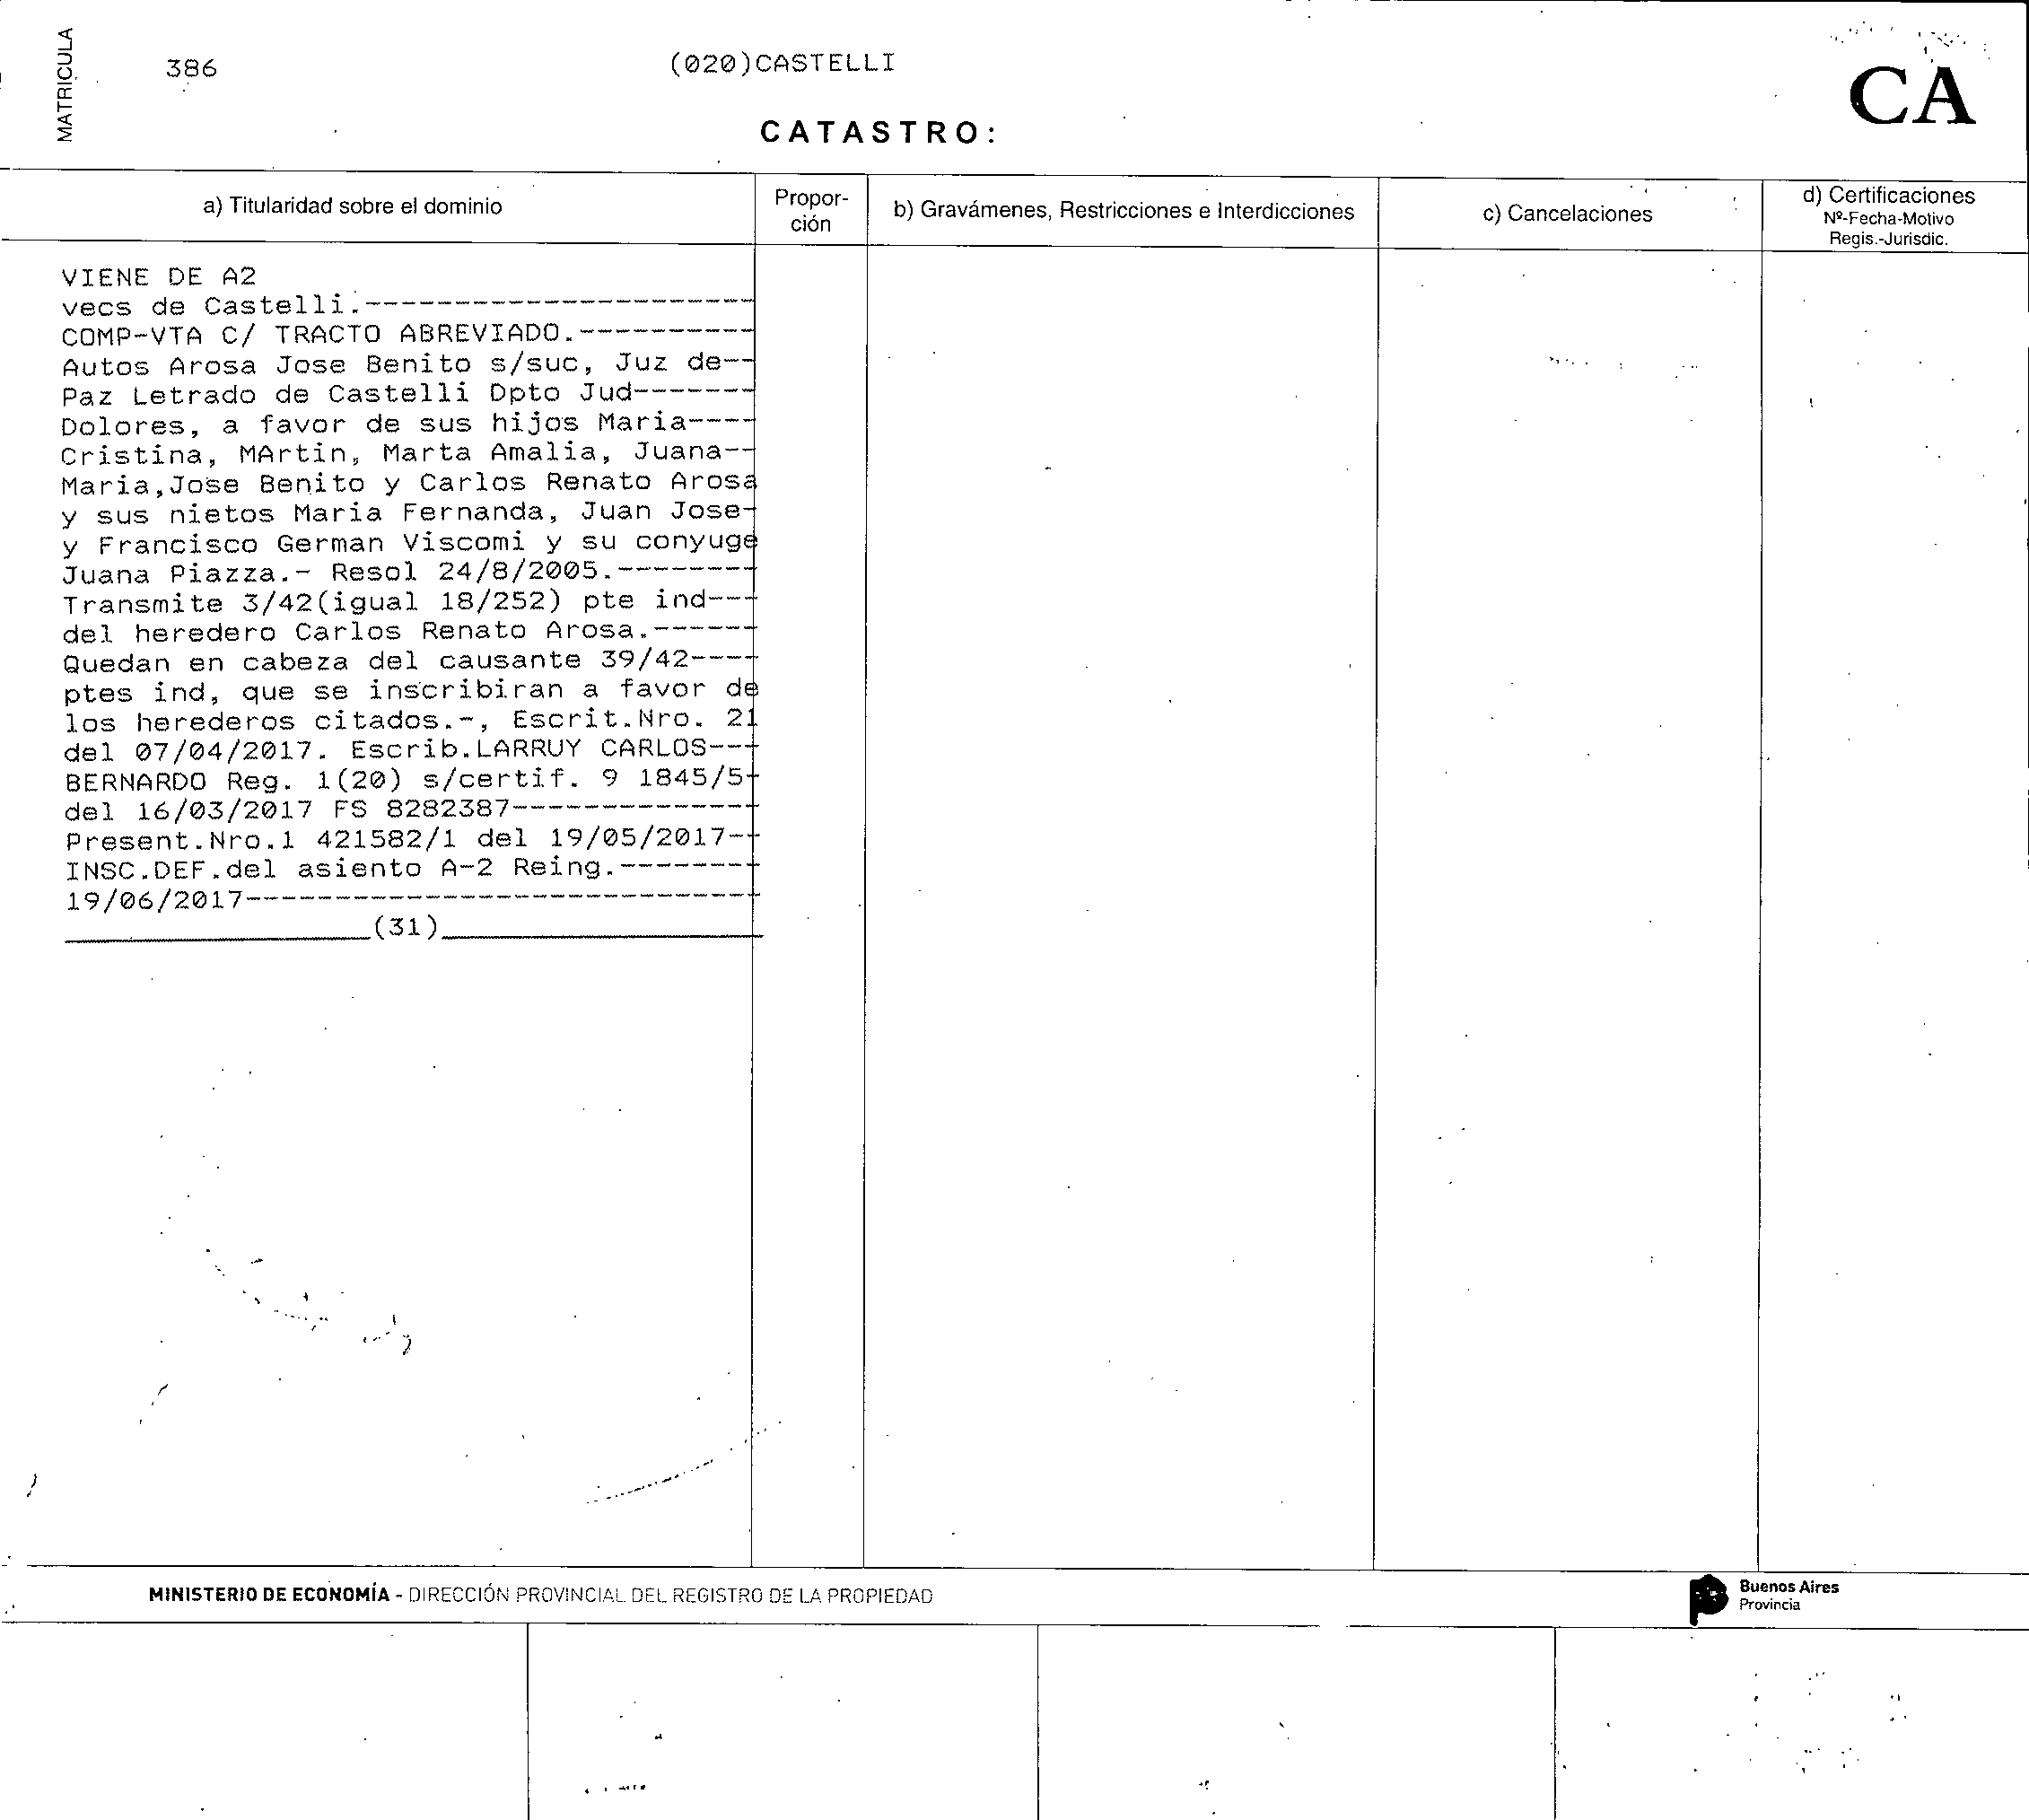 MATRICULA
386
(020)CASTELLI
CA
CATASTRO:
a) Titularidad sobre el dominio
Propor-
ción
b) Gravámenes, Restricciones e Interdicciones
c) Cancelaciones
d) Certificaciones
Nº-Fecha-Motivo
Regis.-Jurisdic.
VIENE DE A2
vecs de Castelli.----------------------
COMP-VTA C/ TRACTO ABREVIADO.----------
Autos Arosa Jose Benito s/suc, Juz de--
Paz Letrado de Castelli Dpto Jud-------
Dolores, a favor de sus hijos Maria----
Cristina, MArtin, Marta Amalia, Juana--
Maria,Jose Benito y Carlos Renato Arosa
y sus nietos Maria Fernanda, Juan Jose-
y Francisco German Viscomi y su conyuge
Juana Piazza.- Resol 24/8/2005.--------
Transmite 3/42(igual 18/252) pte ind---
del heredero Carlos Renato Arosa.------
Quedan en cabeza del causante 39/42----
ptes ind, que se inscribiran a favor de
los herederos citados.-, Escrit.Nro. 21
del 07/04/2017. Escrib.LARRUY CARLOS---
BERNARDO Reg. 1(20) s/certif. 9 1845/5-
del 16/03/2017 FS 8282387--------------
Present.Nro.1 421582/1 del 19/05/2017--
INSC.DEF.del asiento A-2 Reing.--------
19/06/2017-----------------------------
_________________(31)__________________
MINISTERIO DE ECONOMÍA - DIRECCIÓN PROVINCIAL DEL REGISTRO DE LA PROPIEDAD
Buenos Aires
Provincia